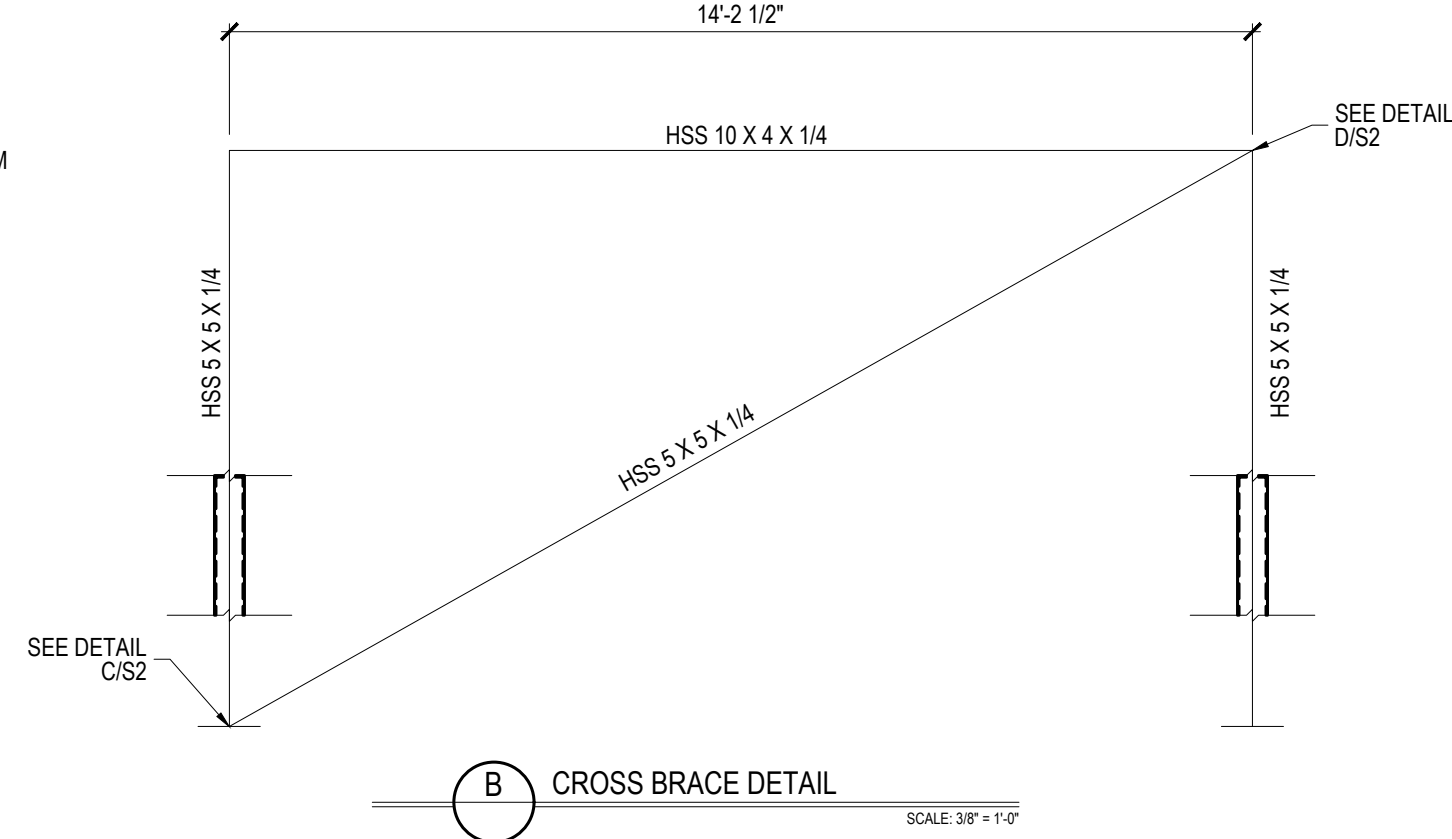 14'-2 1/2"
HSS 10 X 4 X 1/4
SEE DETAIL
D/S2
M
HSS 5 X 5 X 1/4
HSS 5 X 5 X 1/4
HSS 5 X 5 X 1/4
SEE DETAIL
C/S2
B
CROSS BRACE DETAIL
SCALE: 3/8" = 1'-0"